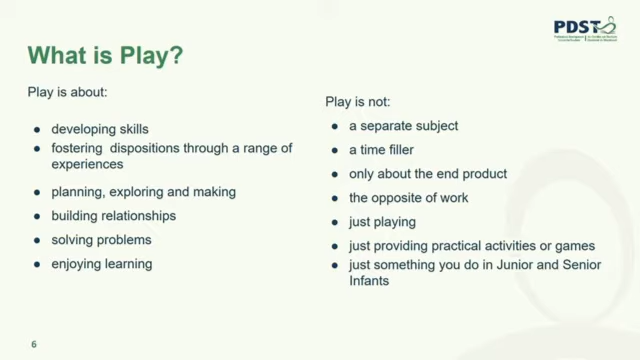 PDST
What is Play?
Play is about:
● developing skills
● fostering dispositions through a range of
experiences
● planning, exploring and making
● building relationships
● solving problems
● enjoying learning
Play is not:
● a separate subject
● a time filler
● only about the end product
● the opposite of work
● just playing
● just providing practical activities or games
● just something you do in Junior and Senior
Infants
6